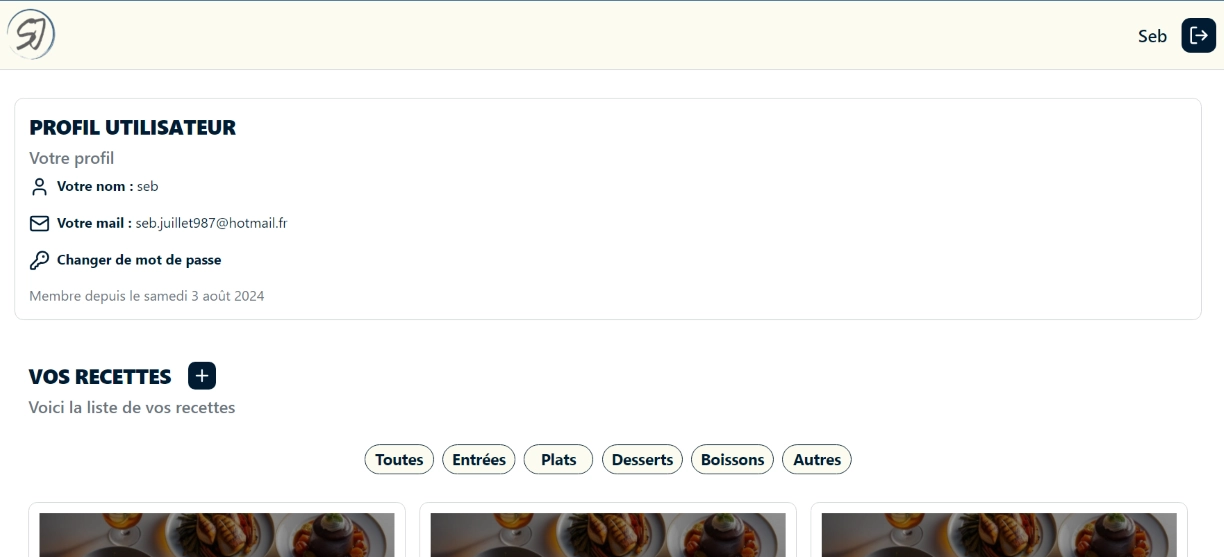 SJ
Seb
PROFIL UTILISATEUR
Votre profil
Votre nom : seb
Votre mail : seb.juillet987@hotmail.fr
Changer de mot de passe
Membre depuis le samedi 3 août 2024
VOS RECETTES
Voici la liste de vos recettes
Toutes Entrées Plats Desserts Boissons Autres